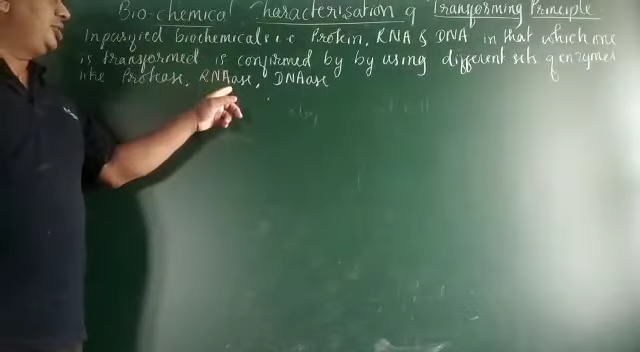 Bio-chemical Characterisation of Transforming Principle
In purified biochemicals i.e Protein, RNA & DNA in that which one
is transformed is confirmed by by using different sets of enzymes
like Protease, RNAase, DNAase